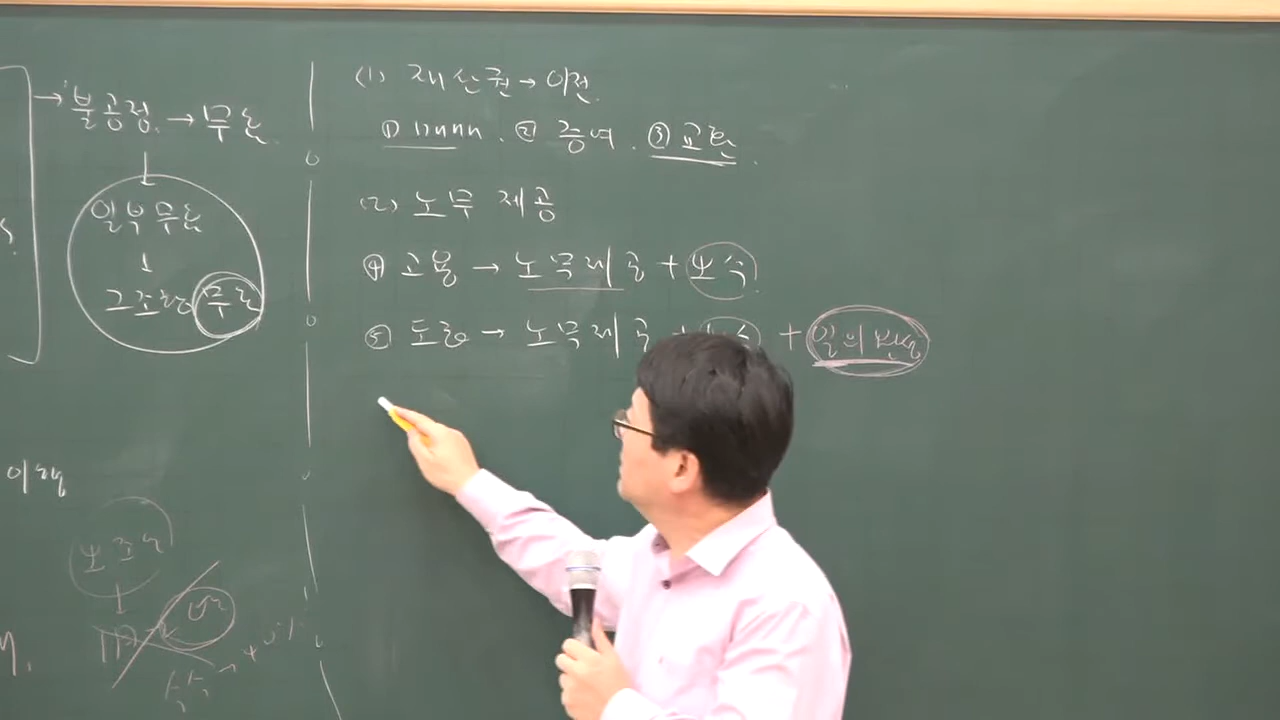 → 불공정 → 무효
일부무효
그조항 무효
이행
(1) 재산권 → 이전.
① 매매. ② 증여. ③ 교환.
(2) 노무 제공
④ 고용 → 노무제공 + 보수.
⑤ 도급 → 노무제공 + 보수 + 일의 완성